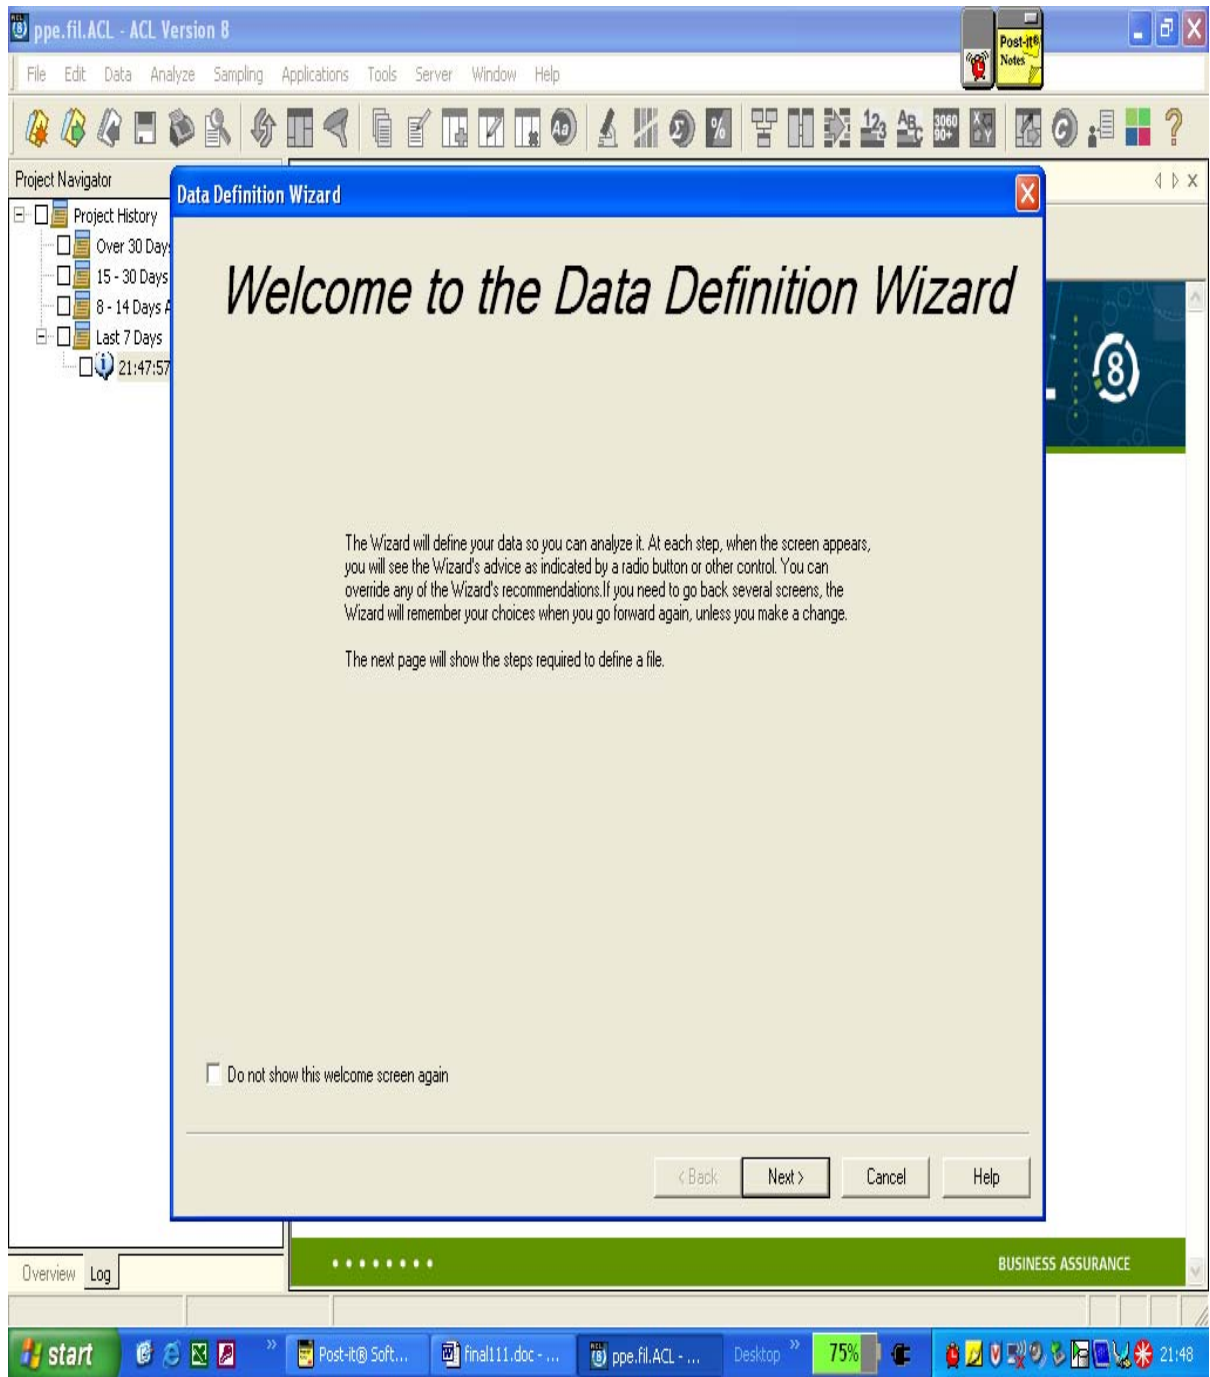 ppe.fil.ACL - ACL Version 8
Post-it®
Notes
File Edit Data Analyze Sampling Applications Tools Server Window Help
Project Navigator
Project History
Over 30 Days
15 - 30 Days
8 - 14 Days A
Last 7 Days
21:47:57
Data Definition Wizard
Welcome to the Data Definition Wizard
The Wizard will define your data so you can analyze it. At each step, when the screen appears,
you will see the Wizard's advice as indicated by a radio button or other control. You can
override any of the Wizard's recommendations.If you need to go back several screens, the
Wizard will remember your choices when you go forward again, unless you make a change.
The next page will show the steps required to define a file.
Do not show this welcome screen again
< Back Next > Cancel Help
8
BUSINESS ASSURANCE
Overview Log
start Post-it® Soft... final111.doc - ... ppe.fil.ACL - ... Desktop 75% 21:48